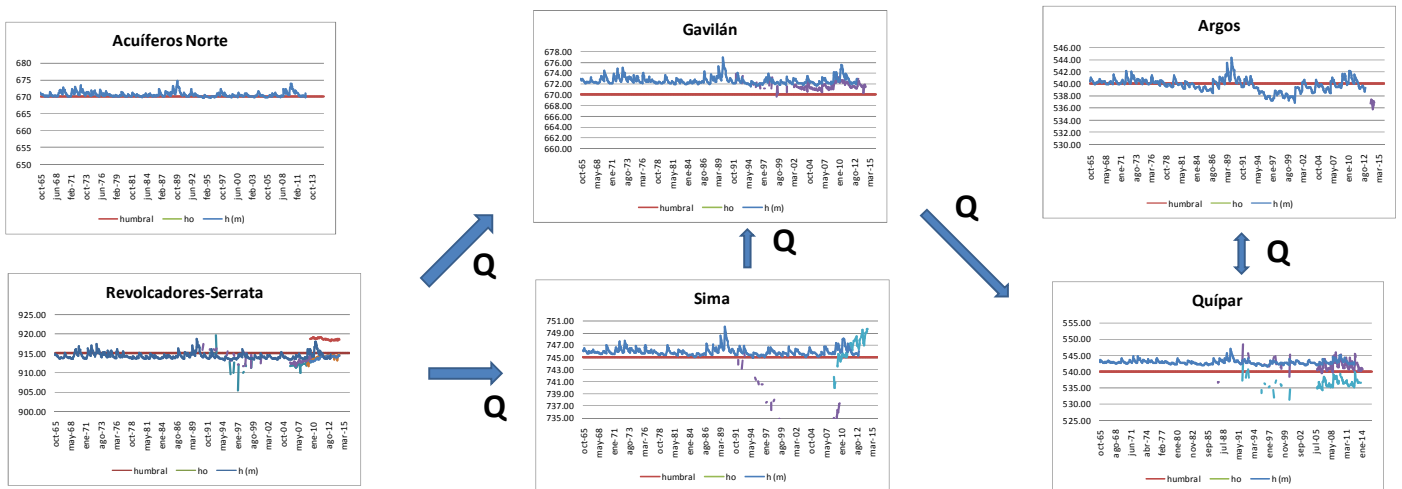 Acuíferos Norte
680
675
670
665
660
655
650
oct-65
jun-68
feb-71
oct-73
jun-76
feb-79
oct-81
jun-84
feb-87
oct-89
jun-92
feb-95
oct-97
jun-00
feb-03
oct-05
jun-08
feb-11
oct-13
humbral ho h (m)
Gavilán
678.00
676.00
674.00
672.00
670.00
668.00
666.00
664.00
662.00
660.00
oct-65
may-68
ene-71
ago-73
mar-76
oct-78
may-81
ene-84
ago-86
mar-89
oct-91
may-94
ene-97
ago-99
mar-02
oct-04
may-07
ene-10
ago-12
mar-15
humbral ho h (m)
Argos
546.00
544.00
542.00
540.00
538.00
536.00
534.00
532.00
530.00
oct-65
may-68
ene-71
ago-73
mar-76
oct-78
may-81
ene-84
ago-86
mar-89
oct-91
may-94
ene-97
ago-99
mar-02
oct-04
may-07
ene-10
ago-12
mar-15
humbral ho h (m)
Q
Q
Q
Q
Q
Revolcadores-Serrata
925.00
920.00
915.00
910.00
905.00
900.00
oct-65
may-68
ene-71
ago-73
mar-76
oct-78
may-81
ene-84
ago-86
mar-89
oct-91
may-94
ene-97
ago-99
mar-02
oct-04
may-07
ene-10
ago-12
mar-15
humbral ho h (m)
Sima
751.00
749.00
747.00
745.00
743.00
741.00
739.00
737.00
735.00
oct-65
may-68
ene-71
ago-73
mar-76
oct-78
may-81
ene-84
ago-86
mar-89
oct-91
may-94
ene-97
ago-99
mar-02
oct-04
may-07
ene-10
ago-12
mar-15
humbral ho h (m)
Quípar
555.00
550.00
545.00
540.00
535.00
530.00
525.00
oct-65
ago-68
jun-71
abr-74
feb-77
ene-80
nov-82
sep-85
jul-88
may-91
mar-94
ene-97
nov-99
sep-02
jul-05
may-08
mar-11
ene-14
humbral ho h (m)